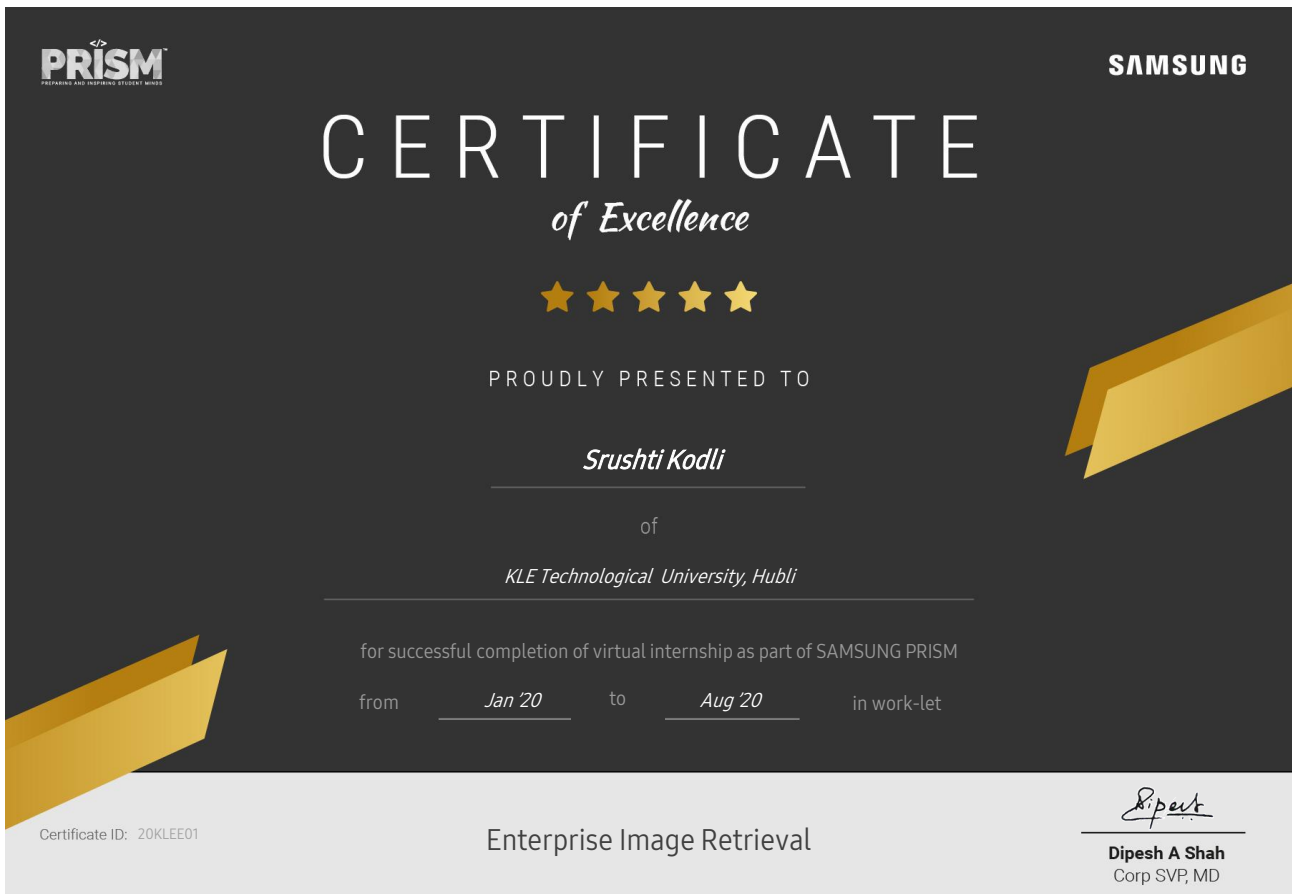 </>
PRISM™
PREPARING AND INSPIRING STUDENT MINDS
SAMSUNG
CERTIFICATE
of Excellence
PROUDLY PRESENTED TO
Srushti Kodli
of
KLE Technological University, Hubli
for successful completion of virtual internship as part of SAMSUNG PRISM
from Jan '20 to Aug '20 in work-let
Certificate ID: 20KLEE01
Enterprise Image Retrieval
Dipesh
Dipesh A Shah
Corp SVP, MD